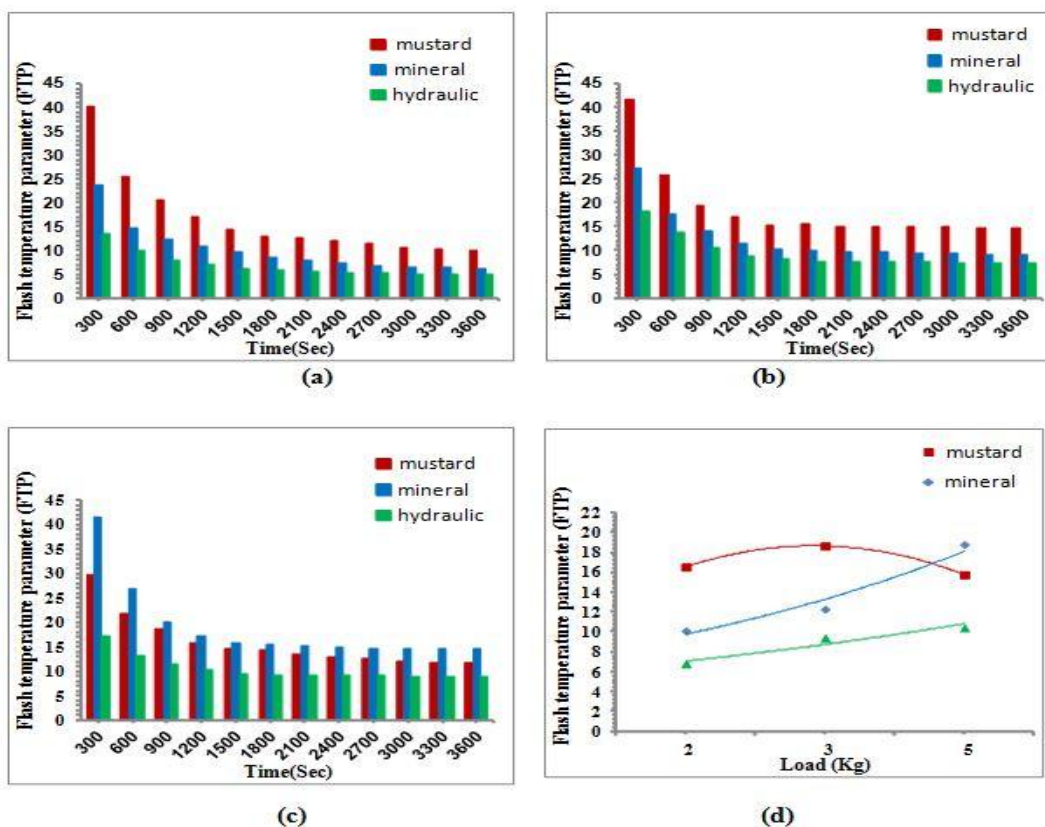 mustard
mineral
hydraulic
Flash temperature parameter (FTP)
45
40
35
30
25
20
15
10
5
0
300 600 900 1200 1500 1800 2100 2400 2700 3000 3300 3600
Time(Sec)
(a)
mustard
mineral
hydraulic
Flash temperature parameter (FTP)
45
40
35
30
25
20
15
10
5
0
300 600 900 1200 1500 1800 2100 2400 2700 3000 3300 3600
Time(Sec)
(b)
mustard
mineral
hydraulic
Flash temperature parameter (FTP)
45
40
35
30
25
20
15
10
5
0
300 600 900 1200 1500 1800 2100 2400 2700 3000 3300 3600
Time(Sec)
(c)
mustard
mineral
Flash temperature parameter (FTP)
22
20
18
16
14
12
10
8
6
4
2
0
2 3 5
Load (Kg)
(d)